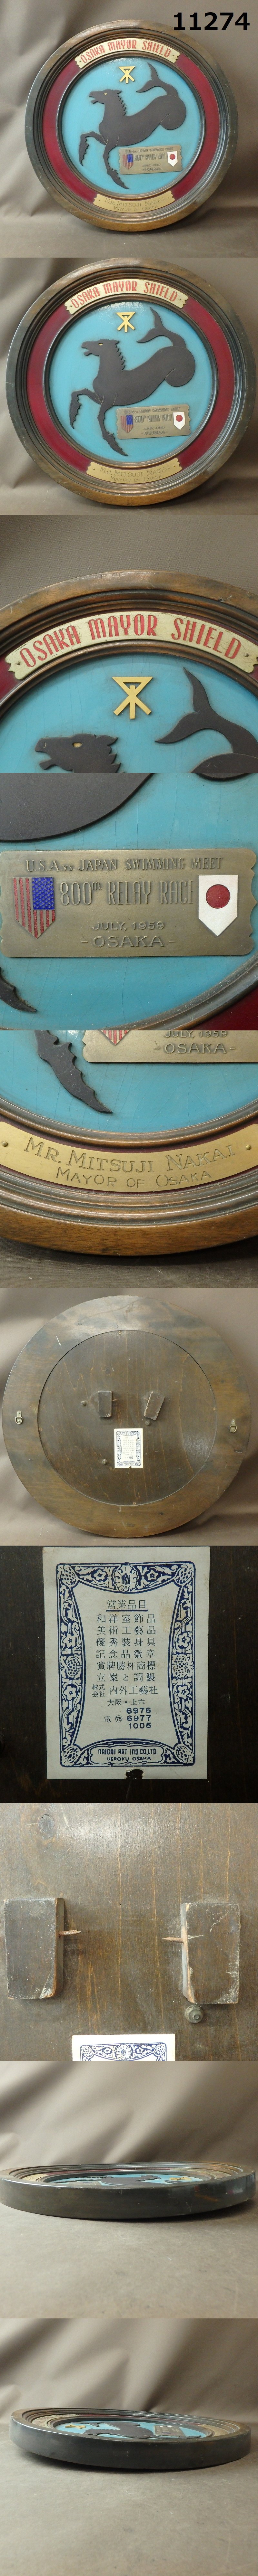 11274
OSAKA MAYOR SHIELD
OSAKA MAYOR SHIELD
OSAKA MAYOR SHIELD
U.S.A. vs JAPAN SWIMMING MEET
800m RELAY RACE
JULY, 1959
- OSAKA -
JULY, 1959
- OSAKA -
MR. MITSUJI NAKAI
MAYOR OF OSAKA
営業品目
和洋室飾品
美術工藝品
優秀装身具
記念品徽章
賞牌勝杯商標
立案と調製
株式会社 内外工藝社
大阪・上六
電 6976
6977
1005
NAIGAI ART IND CO., LTD.
UEROKU OSAKA